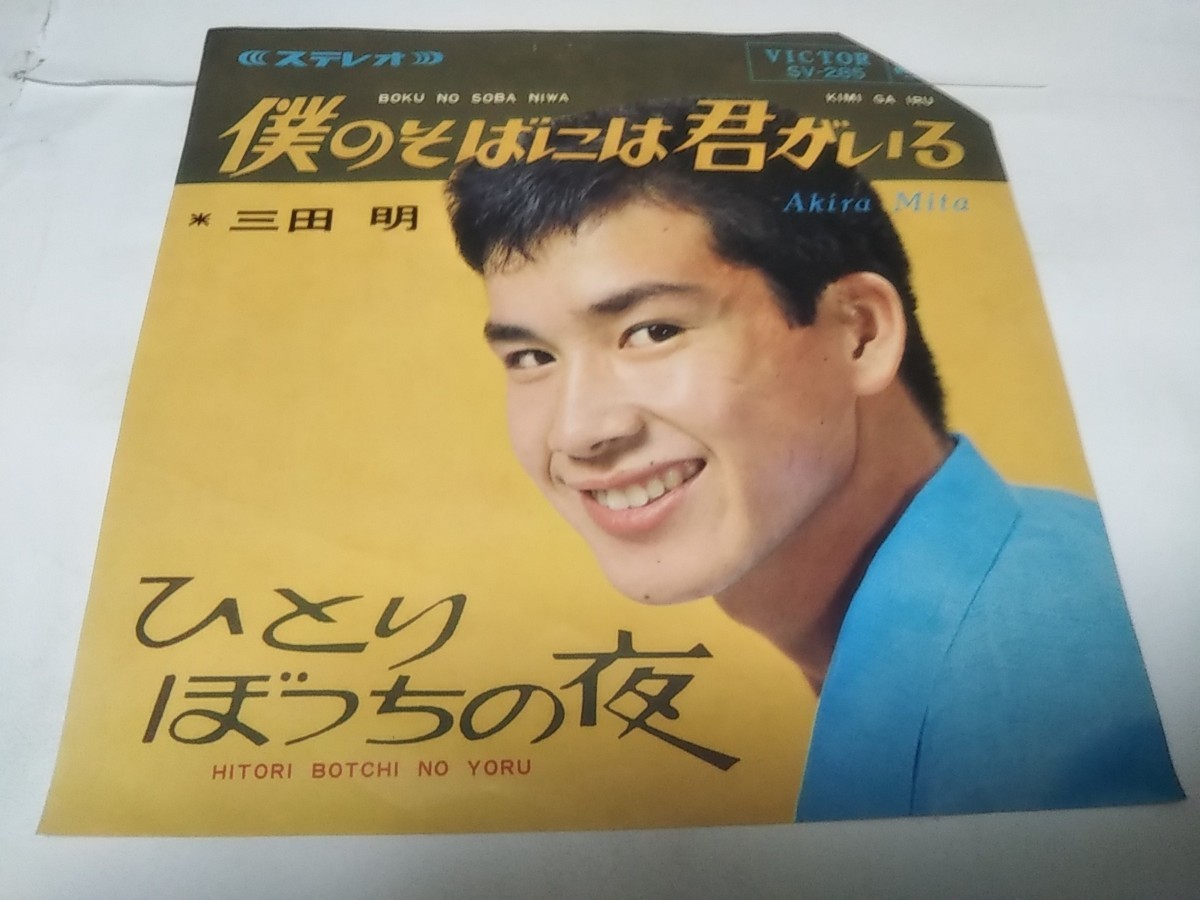 ステレオ
VICTOR
SV-285
BOKU NO SOBA NIWA KIMI GA IRU
僕のそばには君がいる
三田 明
Akira Mita
ひとり
ぼっちの夜
HITORI BOTCHI NO YORU